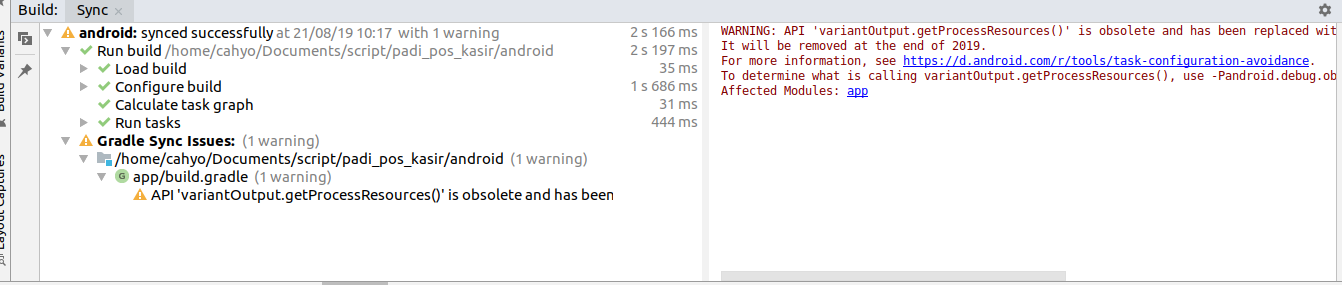 Build: Sync ×
android: synced successfully at 21/08/19 10:17 with 1 warning 2 s 166 ms
Run build /home/cahyo/Documents/script/padi_pos_kasir/android 2 s 197 ms
Load build 35 ms
Configure build 1 s 686 ms
Calculate task graph 31 ms
Run tasks 444 ms
Gradle Sync Issues: (1 warning)
/home/cahyo/Documents/script/padi_pos_kasir/android (1 warning)
G app/build.gradle (1 warning)
API 'variantOutput.getProcessResources()' is obsolete and has been
WARNING: API 'variantOutput.getProcessResources()' is obsolete and has been replaced wit
It will be removed at the end of 2019.
For more information, see https://d.android.com/r/tools/task-configuration-avoidance.
To determine what is calling variantOutput.getProcessResources(), use -Pandroid.debug.ob
Affected Modules: app
Build Variants
Layout Captures